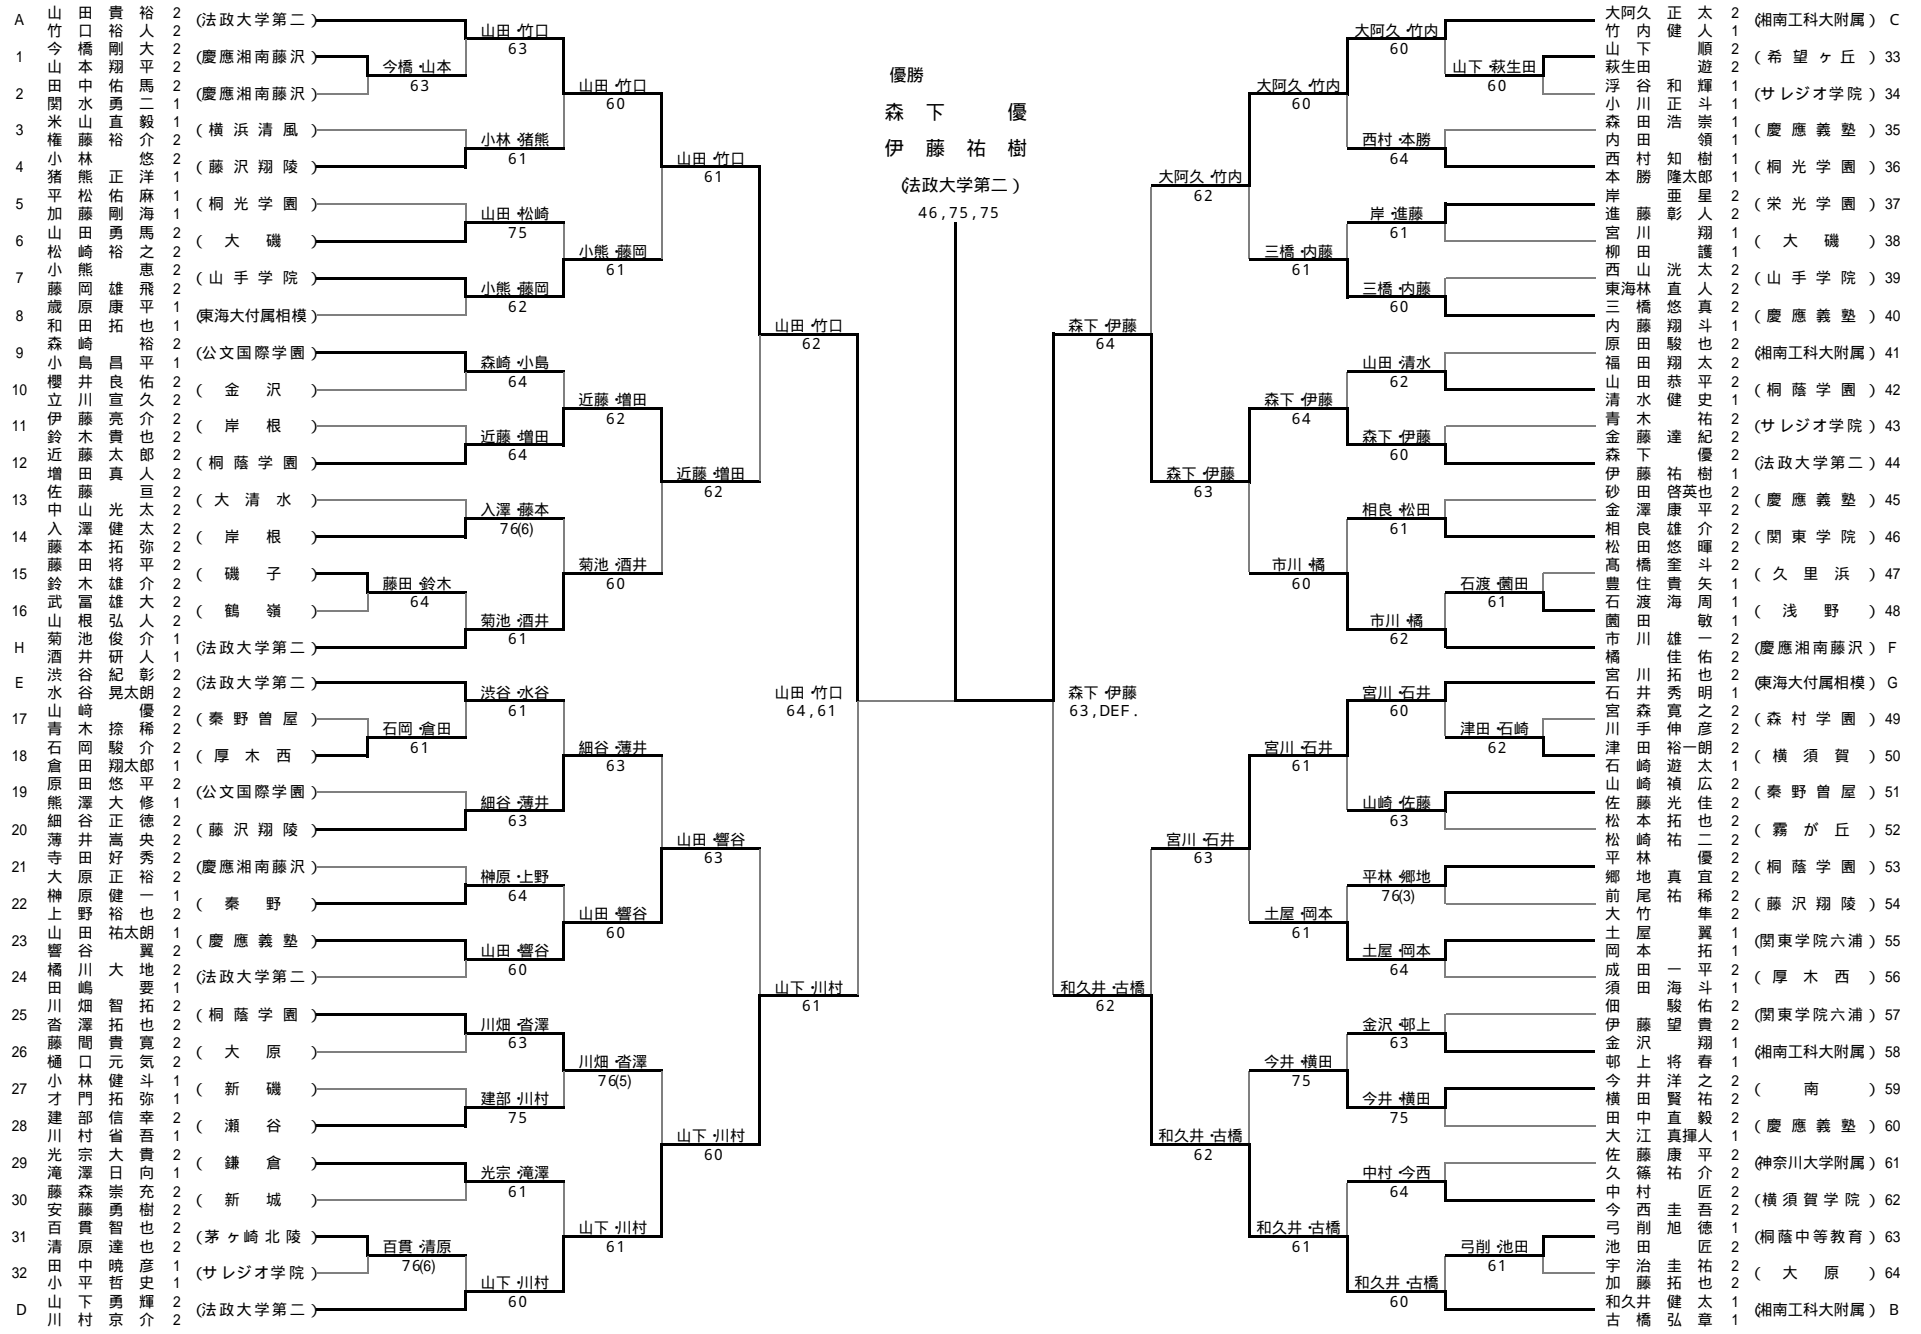 A 山田貴裕 2 (法政大学第二)
竹口裕人 2
1 今橋剛大 2 (慶應湘南藤沢)
山本翔平 2
2 田中佑馬 2 (慶應湘南藤沢)
関水勇二 1
3 米山直毅 1 (横浜清風)
権藤裕介 2
4 小林悠 2 (藤沢翔陵)
猪熊正洋 1
5 平松佑麻 1 (桐光学園)
加藤剛海 1
6 山田勇馬 2 (大磯)
松崎裕之 2
7 小熊恵 2 (山手学院)
藤岡雄飛 2
8 歳原康平 1 (東海大付属相模)
和田拓也 1
9 森崎裕 2 (公文国際学園)
小島昌平 1
10 櫻井良佑 2 (金沢)
立川宣久 2
11 伊藤亮介 2 (岸根)
鈴木貴也 2
12 近藤太郎 2 (桐蔭学園)
増田真人 2
13 佐藤亘 2 (大清水)
中山光太 2
14 入澤健太 2 (岸根)
藤本拓弥 2
15 藤田将平 2 (磯子)
鈴木雄介 2
16 武冨雄大 2 (鶴嶺)
山根弘人 2
H 菊池俊介 1 (法政大学第二)
酒井研人 1
E 渋谷紀彰 2 (法政大学第二)
水谷晃太朗 2
17 山﨑優 2 (秦野曽屋)
青木捺稀 2
18 石岡駿介 2 (厚木西)
倉田翔太郎 1
19 原田悠平 2 (公文国際学園)
熊澤大修 1
20 細谷正徳 2 (藤沢翔陵)
薄井嵩央 2
21 寺田好秀 2 (慶應湘南藤沢)
大原正裕 2
22 榊原健一 1 (秦野)
上野裕也 2
23 山田祐太朗 1 (慶應義塾)
響谷翼 2
24 橘川大地 2 (法政大学第二)
田嶋要 1
25 川畑智拓 2 (桐蔭学園)
沓澤拓也 2
26 藤間貴寛 2 (大原)
樋口元気 2
27 小林健斗 1 (新磯)
才門拓弥 1
28 建部信幸 2 (瀬谷)
川村省吾 1
29 光宗大貴 2 (鎌倉)
滝澤日向 1
30 藤森崇充 2 (新城)
安藤勇樹 2
31 百貫智也 2 (茅ヶ崎北陵)
清原達也 2
32 田中暁彦 1 (サレジオ学院)
小平哲史 1
D 山下勇輝 2 (法政大学第二)
川村京介 2
今橋・山本
63
藤田・鈴木
64
石岡・倉田
61
百貫・清原
76(6)
山田・竹口
63
小林・猪熊
61
山田・松崎
75
小熊・藤岡
62
森崎・小島
64
近藤・増田
64
入澤・藤本
76(6)
菊池・酒井
61
渋谷・水谷
61
細谷・薄井
63
榊原・上野
64
山田・響谷
60
川畑・沓澤
63
建部・川村
75
光宗・滝澤
61
山下・川村
60
山田・竹口
60
小熊・藤岡
61
近藤・増田
62
菊池・酒井
60
細谷・薄井
63
山田・響谷
60
川畑・沓澤
76(5)
山下・川村
61
山田・竹口
61
近藤・増田
62
山田・響谷
63
山下・川村
60
山田・竹口
62
山下・川村
61
山田・竹口
64,61
優勝
森下優
伊藤祐樹
(法政大学第二)
46,75,75
森下・伊藤
63,DEF.
森下・伊藤
64
和久井・古橋
62
大阿久・竹内
62
森下・伊藤
63
宮川・石井
63
和久井・古橋
62
大阿久・竹内
60
三橋・内藤
61
森下・伊藤
64
市川・橘
60
宮川・石井
61
土屋・岡本
61
今井・横田
75
和久井・古橋
61
大阿久・竹内
60
西村・本勝
64
岸・進藤
61
三橋・内藤
60
山田・清水
62
森下・伊藤
60
相良・松田
61
市川・橘
62
宮川・石井
60
山崎・佐藤
63
平林・郷地
76(3)
土屋・岡本
64
金沢・邨上
63
今井・横田
75
中村・今西
64
和久井・古橋
60
山下・萩生田
60
石渡・薗田
61
津田・石崎
62
弓削・池田
61
大阿久正太 2 (湘南工科大附属) C
竹内健人 1
山下順 2 (希望ヶ丘) 33
萩生田遊 2
浮谷和輝 1 (サレジオ学院) 34
小川正斗 1
森田浩崇 1 (慶應義塾) 35
内田領 1
西村知樹 1 (桐光学園) 36
本勝隆太郎 1
岸亜星 2 (栄光学園) 37
進藤彰人 2
宮川翔 1 (大磯) 38
柳田護 1
西山洸太 2 (山手学院) 39
東海林直人 2
三橋悠真 2 (慶應義塾) 40
内藤翔斗 1
原田駿也 2 (湘南工科大附属) 41
福田翔太 2
山田恭平 2 (桐蔭学園) 42
清水健史 1
青木祐 2 (サレジオ学院) 43
金藤達紀 2
森下優 2 (法政大学第二) 44
伊藤祐樹 1
砂田啓英也 2 (慶應義塾) 45
金澤康平 2
相良雄介 2 (関東学院) 46
松田悠暉 2
髙橋奎斗 2 (久里浜) 47
豊住貴矢 1
石渡海周 1 (浅野) 48
薗田敏 1
市川雄一 2 (慶應湘南藤沢) F
橘佳佑 2
宮川拓也 2 (東海大付属相模) G
石井秀明 1
宮森寛之 2 (森村学園) 49
川手伸彦 2
津田裕一朗 2 (横須賀) 50
石崎遊太 1
山崎禎広 2 (秦野曽屋) 51
佐藤光佳 2
松本拓也 2 (霧が丘) 52
松崎祐二 2
平林優 2 (桐蔭学園) 53
郷地真宜 2
前尾祐稀 2 (藤沢翔陵) 54
大竹隼 2
土屋翼 1 (関東学院六浦) 55
岡本拓 1
成田一平 2 (厚木西) 56
須田海斗 1
佃駿佑 2 (関東学院六浦) 57
伊藤望貴 2
金沢翔 1 (湘南工科大附属) 58
邨上将春 1
今井洋之 2 (南) 59
横田賢祐 2
田中直毅 2 (慶應義塾) 60
大江真揮人 1
佐藤康平 2 (神奈川大学附属) 61
久篠祐介 2
中村匠 2 (横須賀学院) 62
今西圭吾 2
弓削旭徳 1 (桐蔭中等教育) 63
池田匠 2
宇治圭祐 2 (大原) 64
加藤拓也 2
和久井健太 1 (湘南工科大附属) B
古橋弘章 1